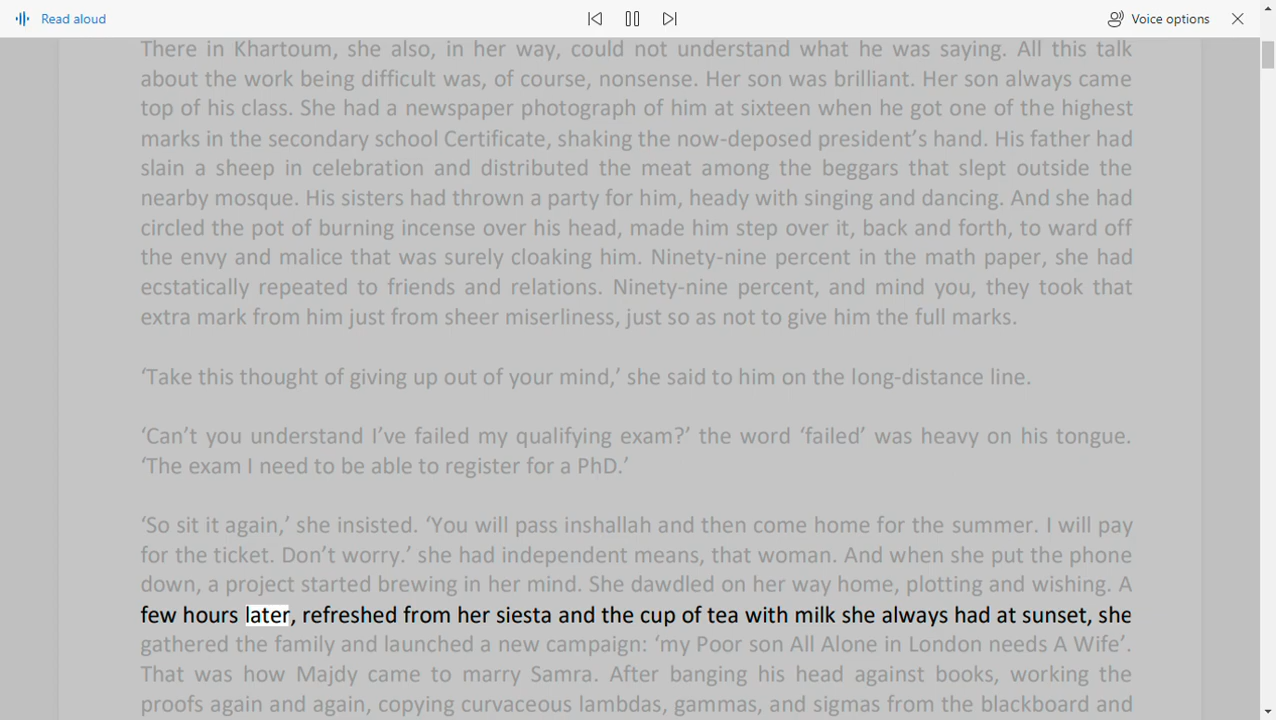 Read aloud
Voice options
There in Khartoum, she also, in her way, could not understand what he was saying. All this talk
about the work being difficult was, of course, nonsense. Her son was brilliant. Her son always came
top of his class. She had a newspaper photograph of him at sixteen when he got one of the highest
marks in the secondary school Certificate, shaking the now-deposed president’s hand. His father had
slain a sheep in celebration and distributed the meat among the beggars that slept outside the
nearby mosque. His sisters had thrown a party for him, heady with singing and dancing. And she had
circled the pot of burning incense over his head, made him step over it, back and forth, to ward off
the envy and malice that was surely cloaking him. Ninety-nine percent in the math paper, she had
ecstatically repeated to friends and relations. Ninety-nine percent, and mind you, they took that
extra mark from him just from sheer miserliness, just so as not to give him the full marks.
‘Take this thought of giving up out of your mind,’ she said to him on the long-distance line.
‘Can’t you understand I’ve failed my qualifying exam?’ the word ‘failed’ was heavy on his tongue.
‘The exam I need to be able to register for a PhD.’
‘So sit it again,’ she insisted. ‘You will pass inshallah and then come home for the summer. I will pay
for the ticket. Don’t worry.’ she had independent means, that woman. And when she put the phone
down, a project started brewing in her mind. She dawdled on her way home, plotting and wishing. A
few hours later, refreshed from her siesta and the cup of tea with milk she always had at sunset, she
gathered the family and launched a new campaign: ‘my Poor son All Alone in London needs A Wife’.
That was how Majdy came to marry Samra. After banging his head against books, working the
proofs again and again, copying curvaceous lambdas, gammas, and sigmas from the blackboard and